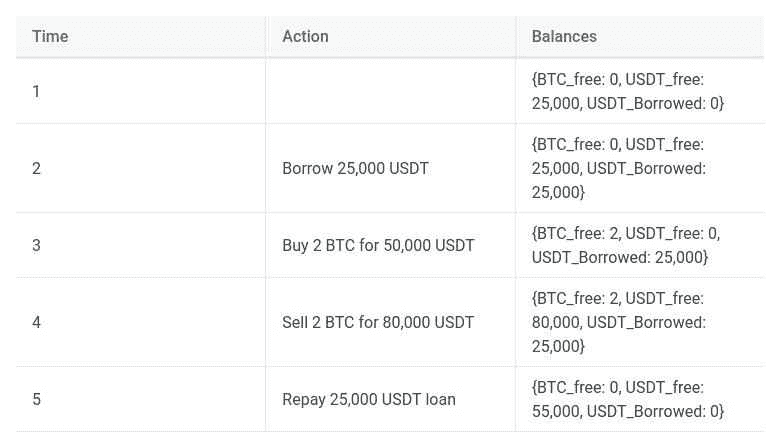 Time Action Balances
1 {BTC_free: 0, USDT_free:
25,000, USDT_Borrowed: 0}
2 Borrow 25,000 USDT {BTC_free: 0, USDT_free:
25,000, USDT_Borrowed:
25,000}
3 Buy 2 BTC for 50,000 USDT {BTC_free: 2, USDT_free: 0,
USDT_Borrowed: 25,000}
4 Sell 2 BTC for 80,000 USDT {BTC_free: 2, USDT_free:
80,000, USDT_Borrowed:
25,000}
5 Repay 25,000 USDT loan {BTC_free: 0, USDT_free:
55,000, USDT_Borrowed: 0}